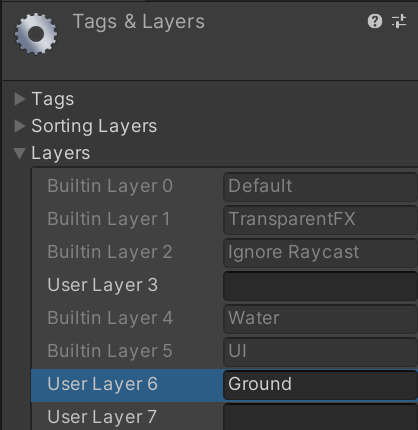 Tags & Layers
Tags
Sorting Layers
Layers
Builtin Layer 0 Default
Builtin Layer 1 TransparentFX
Builtin Layer 2 Ignore Raycast
User Layer 3
Builtin Layer 4 Water
Builtin Layer 5 UI
User Layer 6 Ground
User Layer 7